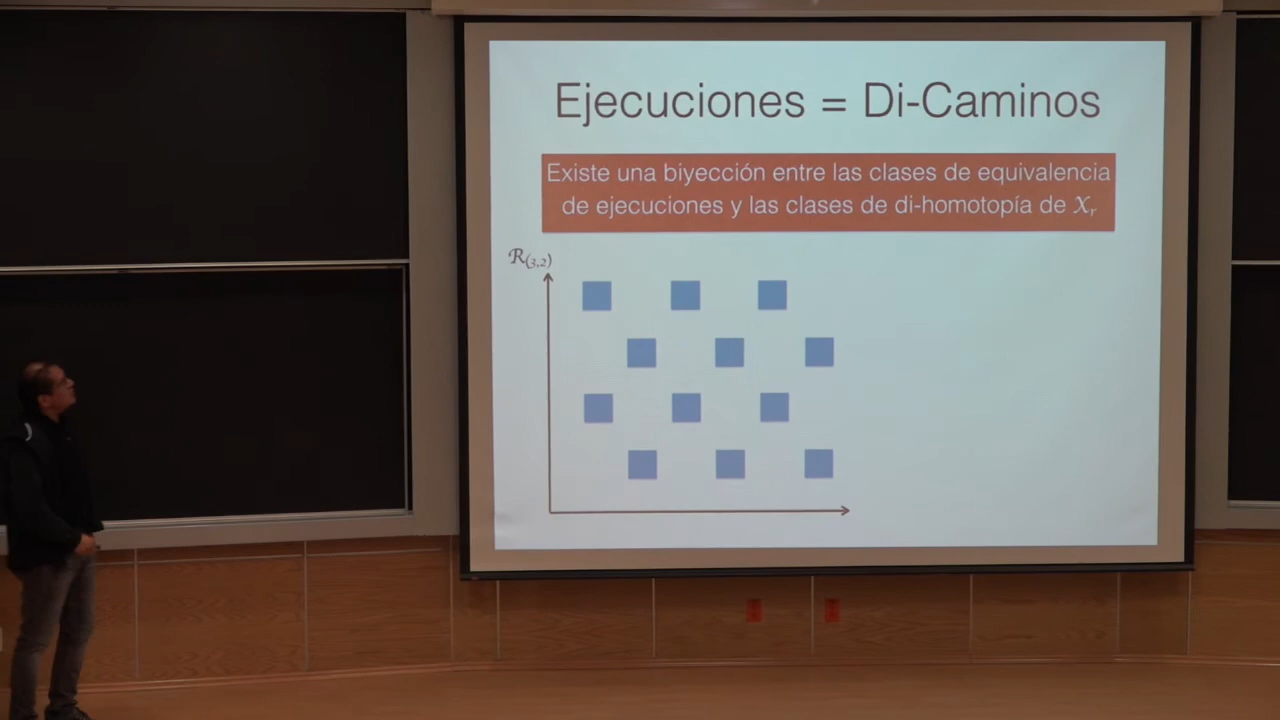 Ejecuciones = Di-Caminos
Existe una biyección entre las clases de equivalencia
de ejecuciones y las clases de di-homotopía de 𝒳ᵣ
ℛ(3,2)